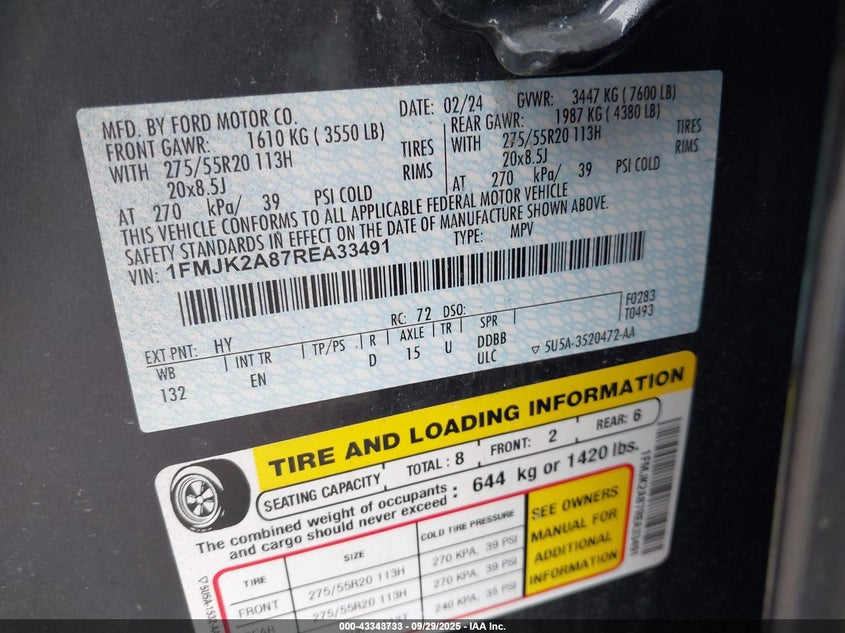 MFD. BY FORD MOTOR CO. DATE: 02/24 GVWR: 3447 KG ( 7600 LB)
FRONT GAWR: 1610 KG ( 3550 LB) REAR GAWR: 1987 KG ( 4380 LB)
WITH 275/55R20 113H TIRES WITH 275/55R20 113H TIRES
20x8.5J RIMS 20x8.5J RIMS
AT 270 kPa/ 39 PSI COLD AT 270 kPa/ 39 PSI COLD
THIS VEHICLE CONFORMS TO ALL APPLICABLE FEDERAL MOTOR VEHICLE
SAFETY STANDARDS IN EFFECT ON THE DATE OF MANUFACTURE SHOWN ABOVE.
VIN: 1FMJK2A87REA33491 TYPE: MPV
F0283
T0493
EXT PNT: HY RC: 72 DSO:
WB INT TR TP/PS R AXLE TR SPR
132 EN D 15 U DDBB
ULC
▽ 5U5A-3520472-AA
TIRE AND LOADING INFORMATION
SEATING CAPACITY TOTAL : 8 FRONT: 2 REAR: 6
The combined weight of occupants and cargo should never exceed : 644 kg or 1420 lbs.
TIRE SIZE COLD TIRE PRESSURE
FRONT 275/55R20 113H 270 KPA, 39 PSI
275/55R20 113H 270 KPA, 39 PSI
240 KPA, 35 PSI
SEE OWNERS
MANUAL FOR
ADDITIONAL
INFORMATION
1FMJK2A87REA33491
000-43343733 - 09/29/2025 - IAA Inc.